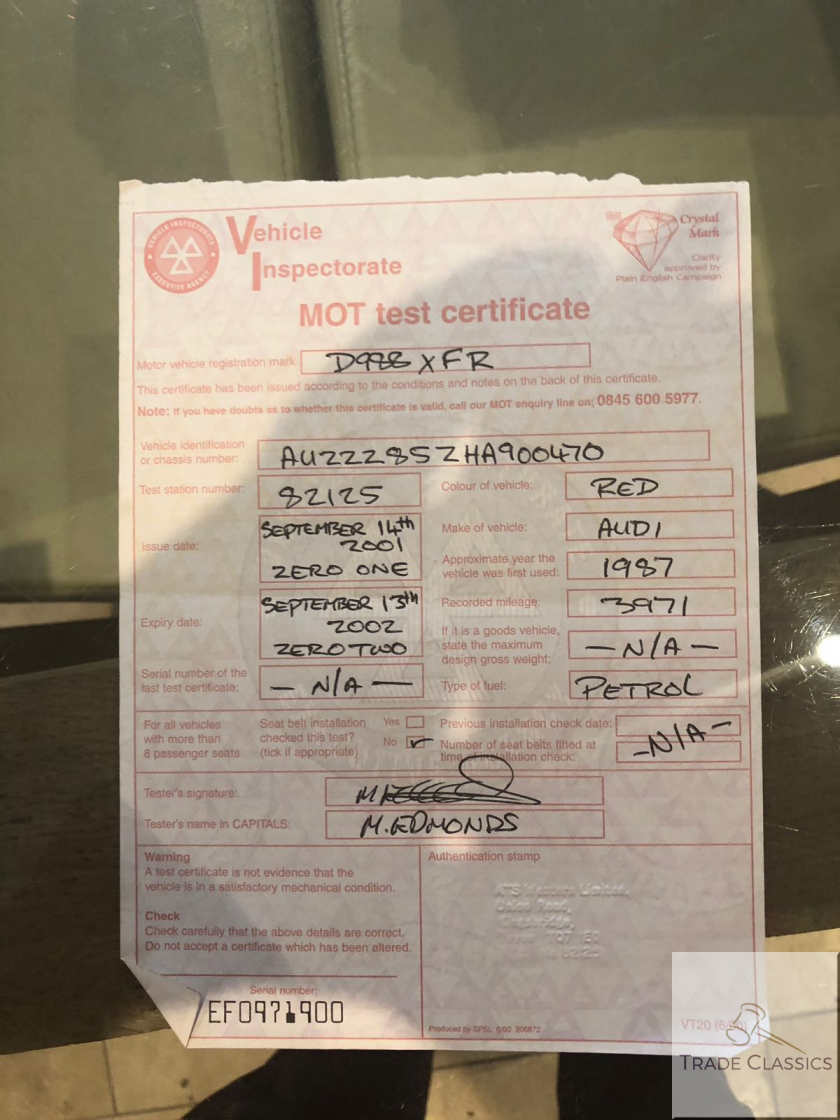 Vehicle
Inspectorate
VEHICLE INSPECTORATE
EXECUTIVE AGENCY
Crystal
Mark
Clarity
approved by
Plain English Campaign
MOT test certificate
Motor vehicle registration mark D988 XFR
This certificate has been issued according to the conditions and notes on the back of this certificate.
Note: If you have doubts as to whether this certificate is valid, call our MOT enquiry line on; 0845 600 5977.
Vehicle identification
or chassis number: AUZZZ85ZHA900470
Test station number: 82125
Colour of vehicle: RED
Issue date: SEPTEMBER 14th
2001
ZERO ONE
Make of vehicle: AUDI
Approximate year the
vehicle was first used: 1987
Expiry date: SEPTEMBER 13th
2002
ZERO TWO
Recorded mileage: 3971
If it is a goods vehicle,
state the maximum
design gross weight: — N/A —
Serial number of the
last test certificate: — N/A —
Type of fuel: PETROL
For all vehicles
with more than
8 passenger seats
Seat belt installation
checked this test?
(tick if appropriate)
Yes
No ✓
Previous installation check date:
Number of seat belts fitted at
time of installation check:
-N/A-
Tester's signature:
Tester's name in CAPITALS: M. EDMONDS
Warning
A test certificate is not evidence that the
vehicle is in a satisfactory mechanical condition.
Check
Check carefully that the above details are correct.
Do not accept a certificate which has been altered.
Authentication stamp
Serial number:
EF0971900
Produced by GPSL 6/00
VT20
TRADE CLASSICS